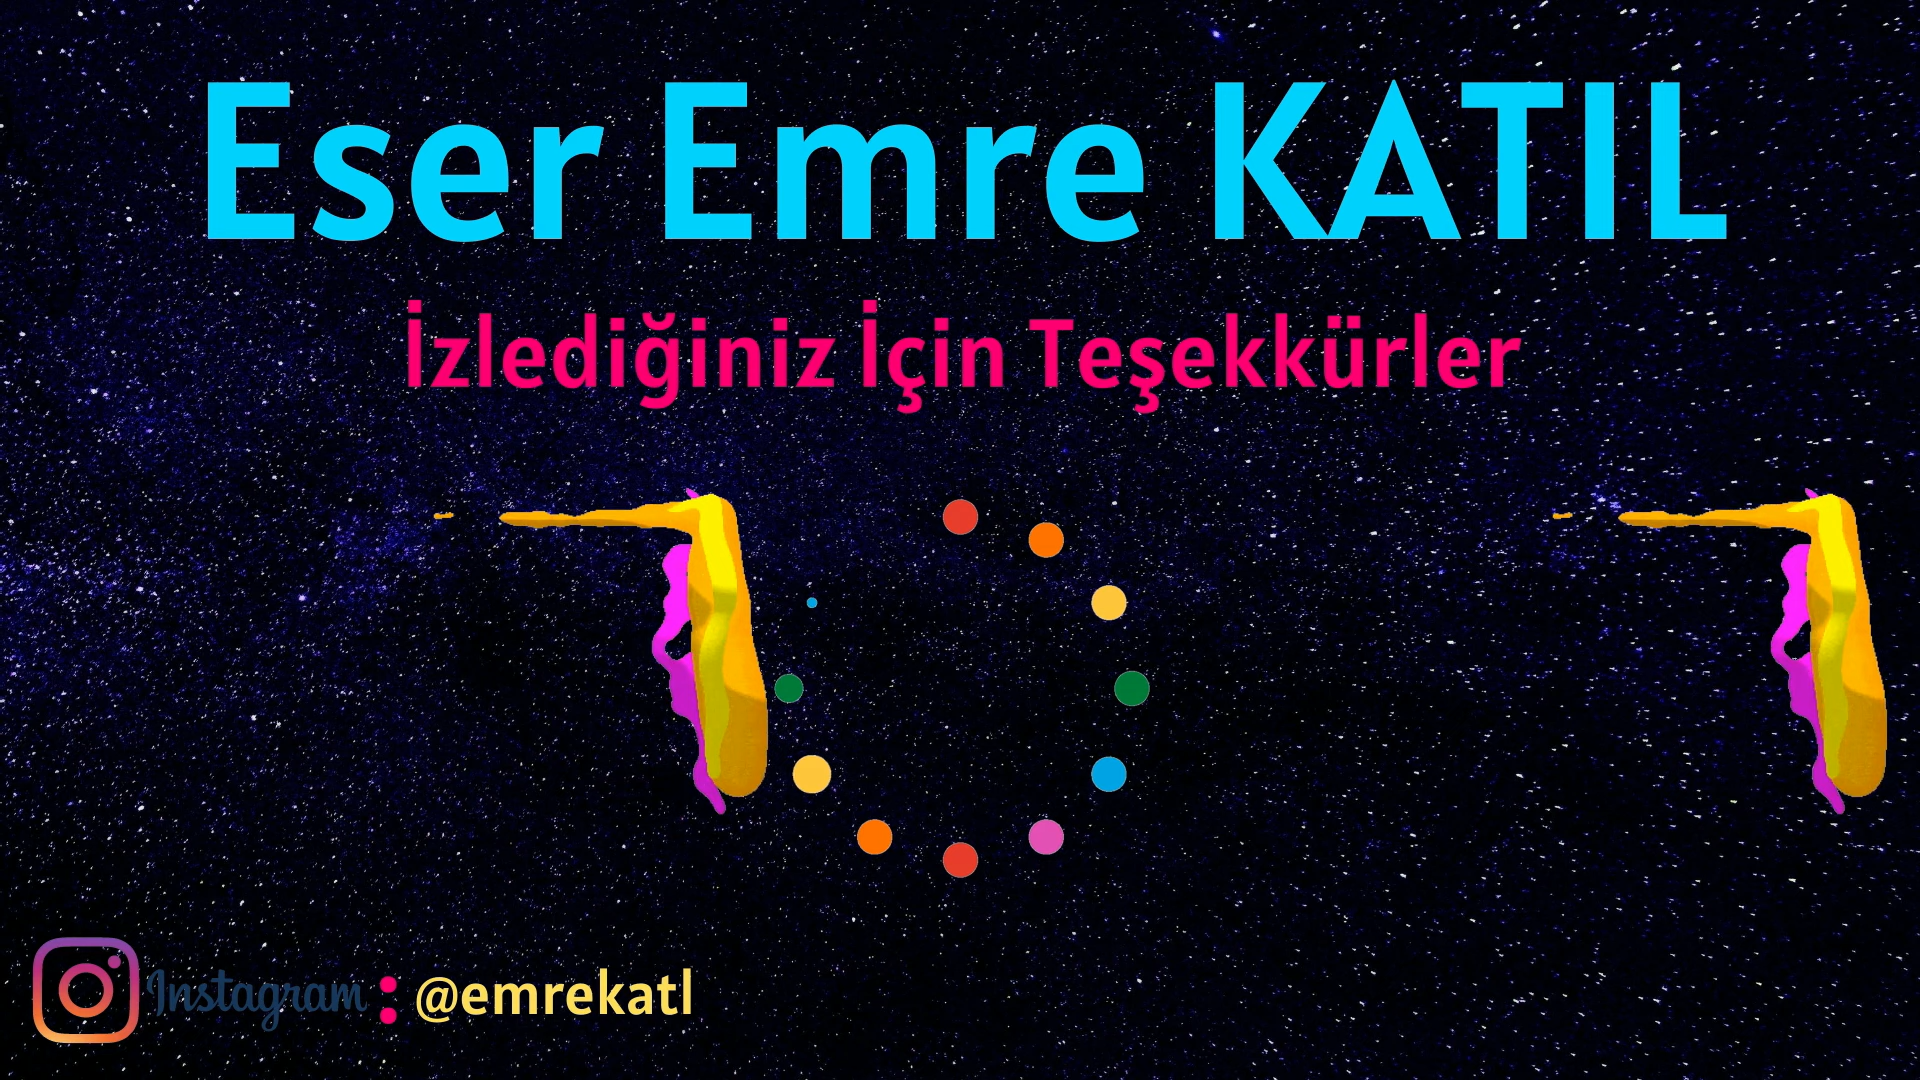 Eser Emre KATIL
İzlediğiniz İçin Teşekkürler
Instagram : @emrekatl